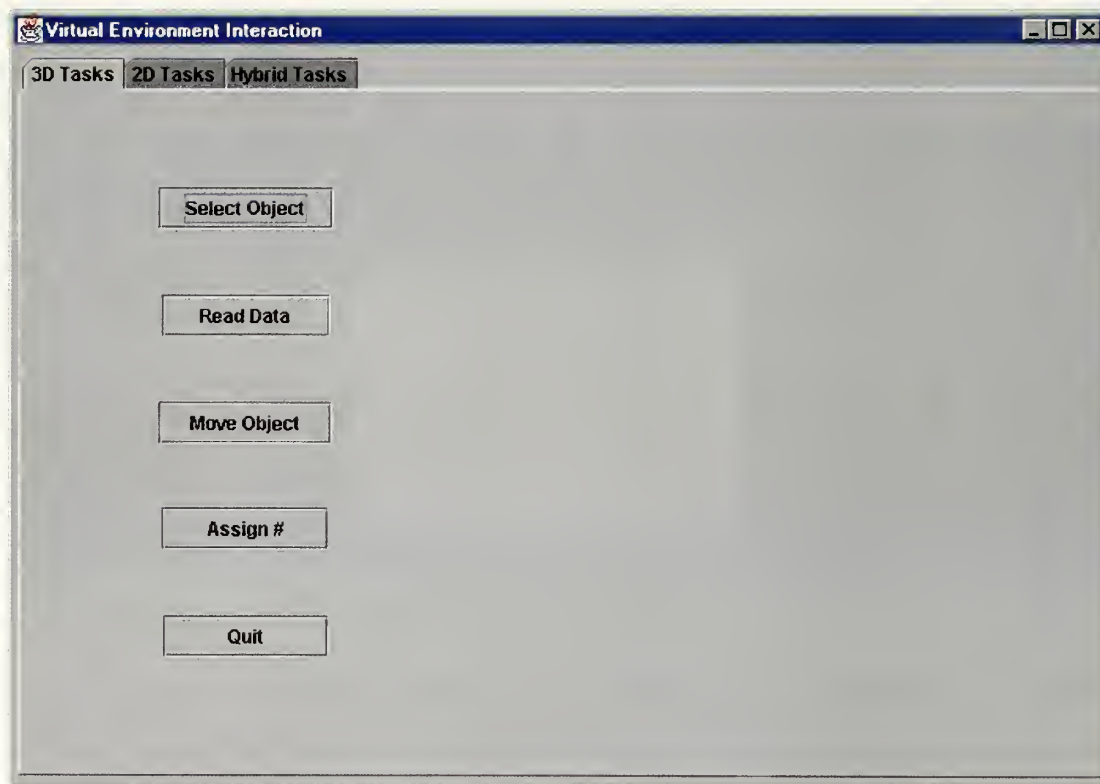 Virtual Environment Interaction
3D Tasks 2D Tasks Hybrid Tasks
Select Object
Read Data
Move Object
Assign #
Quit